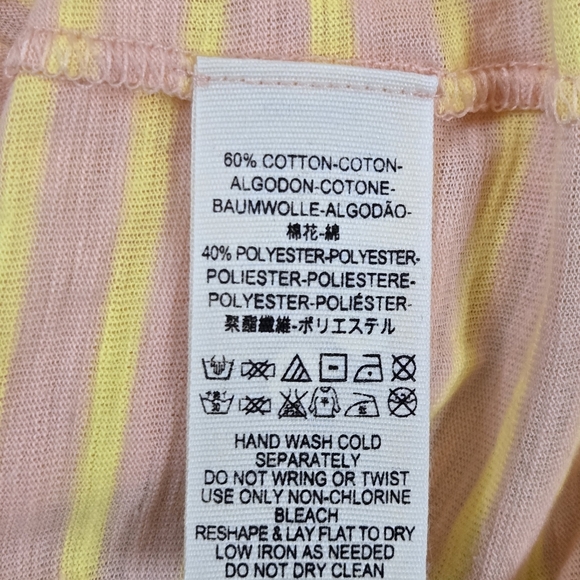 60% COTTON-COTON-
ALGODON-COTONE-
BAUMWOLLE-ALGODÃO-
棉花-綿
40% POLYESTER-POLYESTER-
POLIESTER-POLIESTERE-
POLYESTER-POLIÉSTER-
聚酯纖維-ポリエステル
HAND WASH COLD
SEPARATELY
DO NOT WRING OR TWIST
USE ONLY NON-CHLORINE
BLEACH
RESHAPE & LAY FLAT TO DRY
LOW IRON AS NEEDED
DO NOT DRY CLEAN